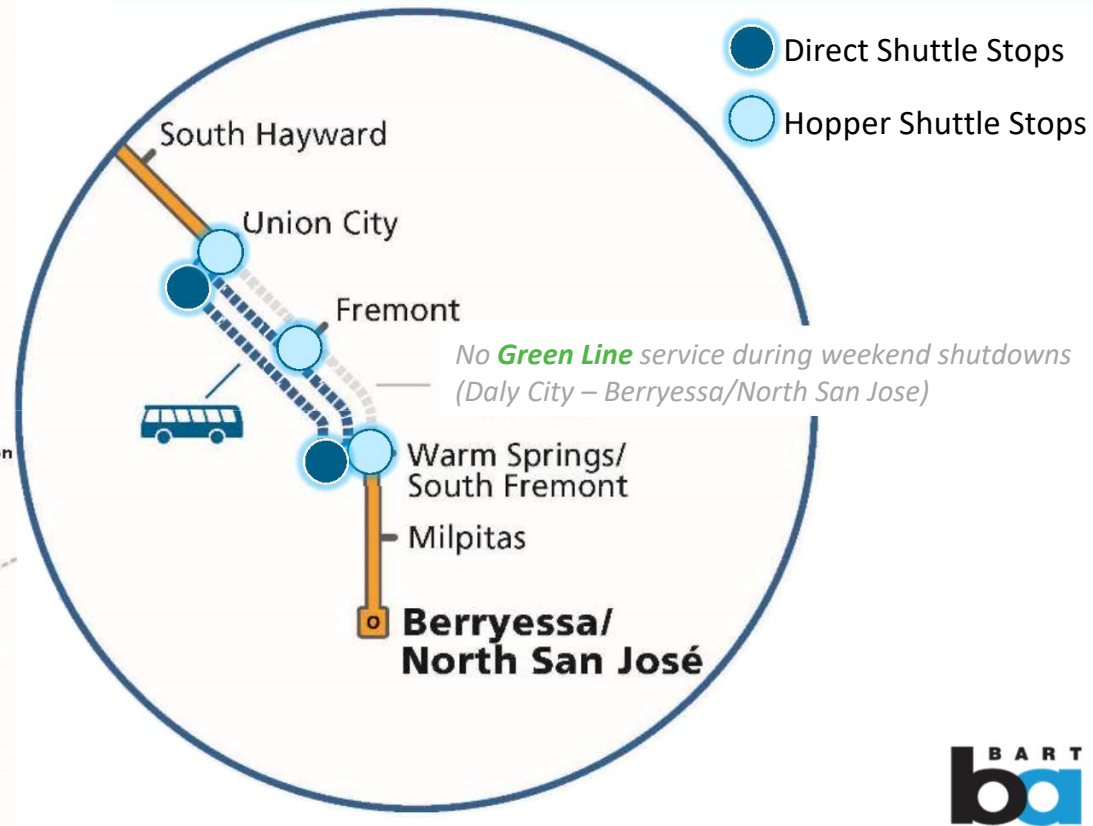 Direct Shuttle Stops
Hopper Shuttle Stops
South Hayward
Union City
Fremont
No Green Line service during weekend shutdowns
(Daly City – Berryessa/North San Jose)
Warm Springs/
South Fremont
Milpitas
O
Berryessa/
North San José
n
BART
ba